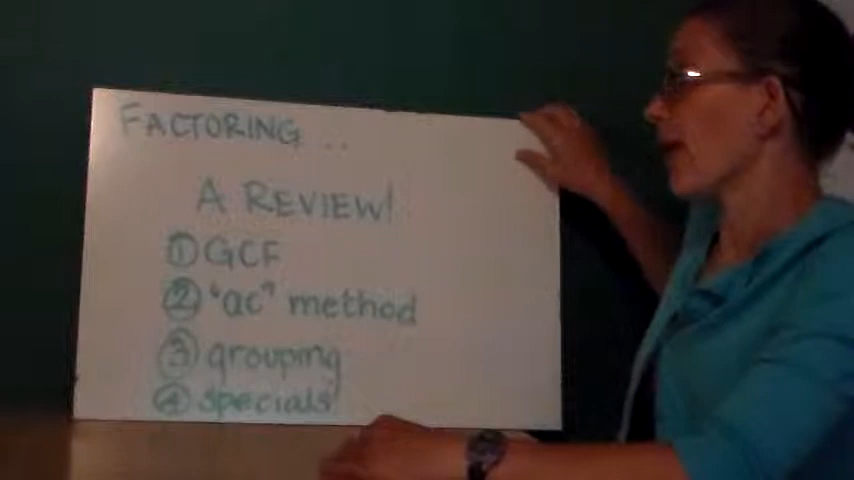 FACTORING ..
A REVIEW!
① GCF
② "ac" method
③ grouping
④ specials